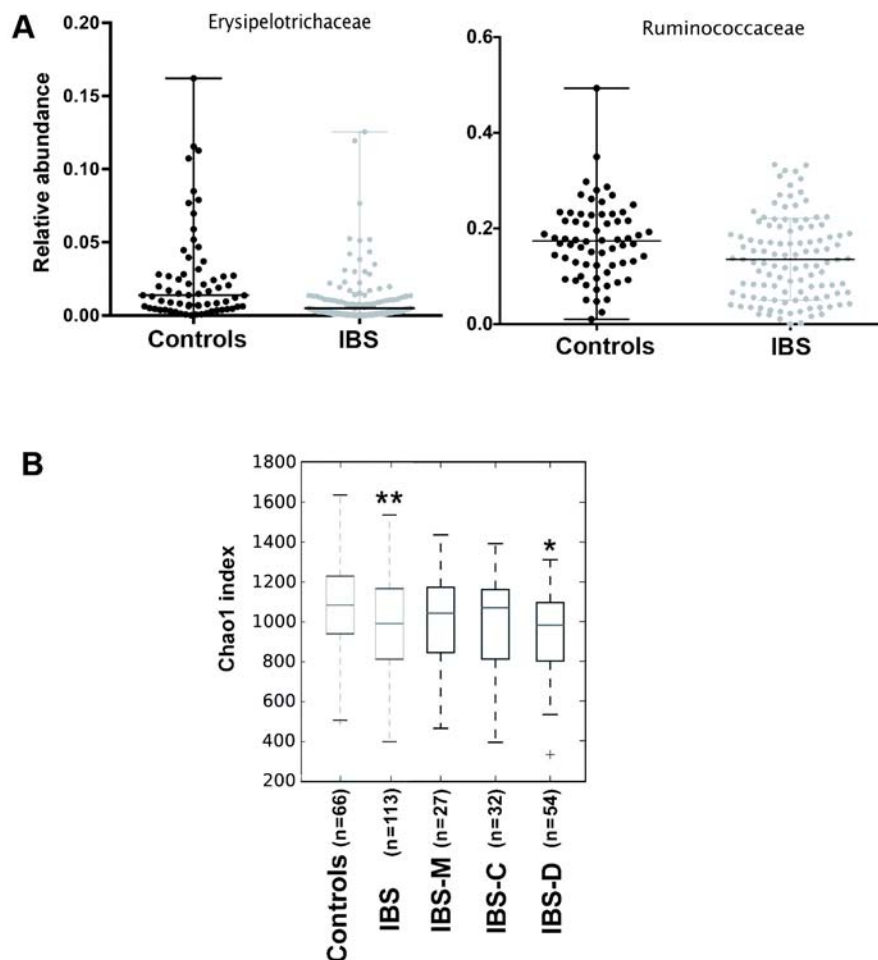 A
Erysipelotrichaceae
Relative abundance
0.20
0.15
0.10
0.05
0.00
Controls
IBS
Ruminococcaceae
0.6
0.4
0.2
0.0
Controls
IBS
B
Chao1 index
1800
1600
1400
1200
1000
800
600
400
200
**
*
Controls (n=66)
IBS (n=113)
IBS-M (n=27)
IBS-C (n=32)
IBS-D (n=54)